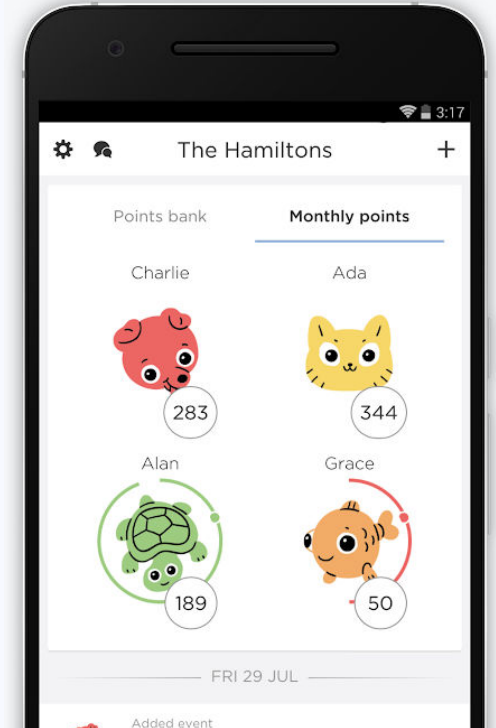 3:17
The Hamiltons
Points bank
Monthly points
Charlie
Ada
283
344
Alan
Grace
189
50
FRI 29 JUL
Added event